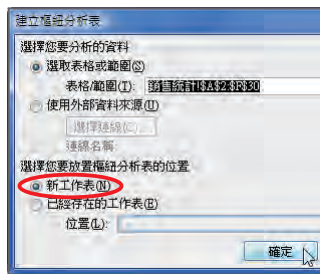 建立樞紐分析表
選擇您要分析的資料
選取表格或範圍(S)
表格/範圍(T): 銷售統計!$A$2:$F$30
使用外部資料來源(U)
選擇連線(C)...
連線名稱:
選擇您要放置樞紐分析表的位置
新工作表(N)
已經存在的工作表(E)
位置(L):
確定